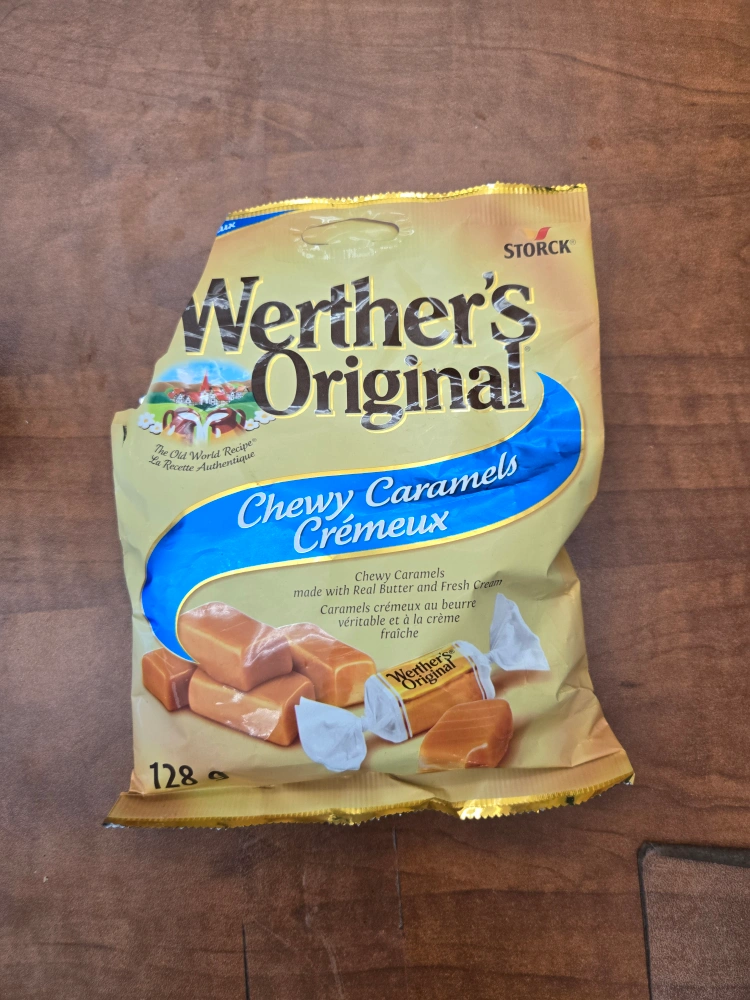 STORCK®
Werther's
Original
The Old World Recipe®
La Recette Authentique
Chewy Caramels
Crémeux
Chewy Caramels
made with Real Butter and Fresh Cream
Caramels crémeux au beurre
véritable et à la crème
fraîche
Werther's®
Original
128 g